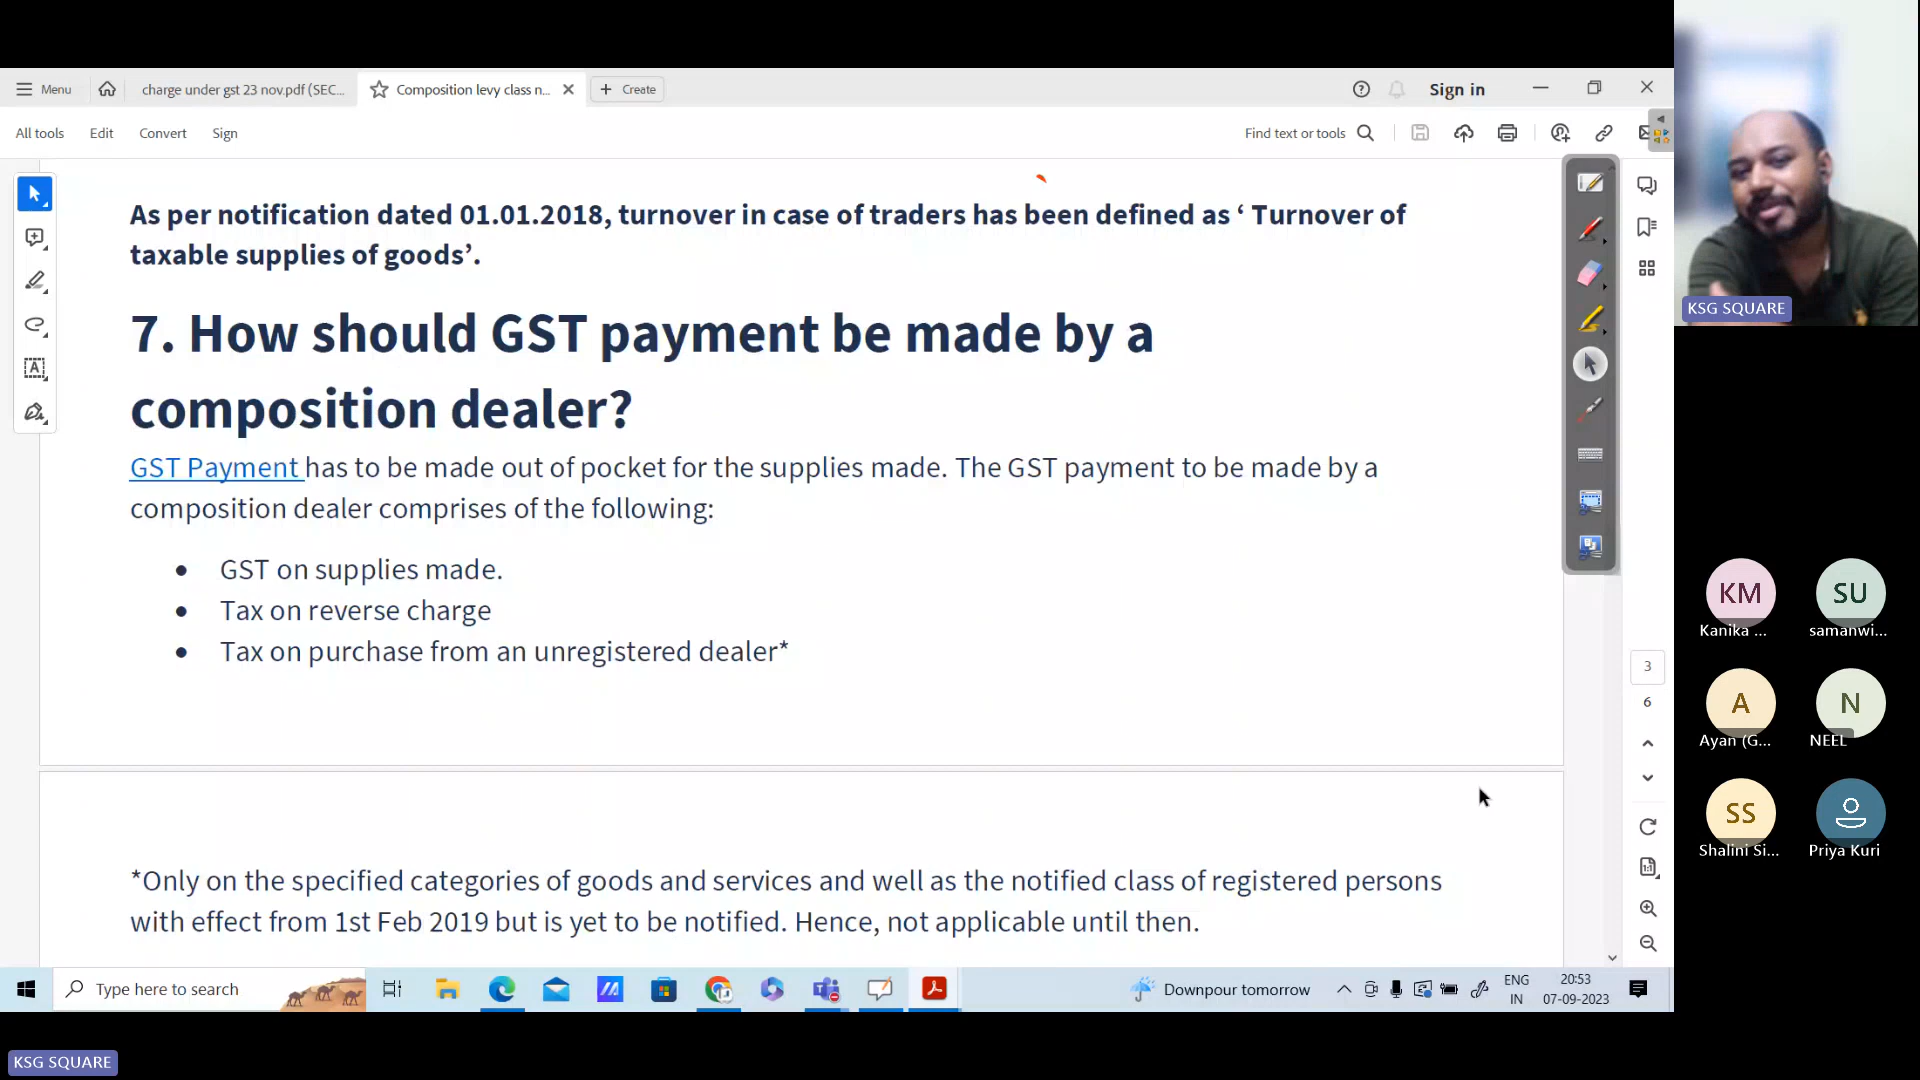 Menu
charge under gst 23 nov.pdf (SEC...
Composition levy class n...
Create
Sign in
All tools
Edit
Convert
Sign
Find text or tools
As per notification dated 01.01.2018, turnover in case of traders has been defined as ‘ Turnover of
taxable supplies of goods’.
7. How should GST payment be made by a
composition dealer?
GST Payment has to be made out of pocket for the supplies made. The GST payment to be made by a
composition dealer comprises of the following:
• GST on supplies made.
• Tax on reverse charge
• Tax on purchase from an unregistered dealer*
3
6
*Only on the specified categories of goods and services and well as the notified class of registered persons
with effect from 1st Feb 2019 but is yet to be notified. Hence, not applicable until then.
KSG SQUARE
KM
Kanika ...
SU
samanwi...
A
Ayan (G...
N
NEEL
SS
Shalini Si...
Priya Kuri
Type here to search
Downpour tomorrow
ENG
IN
20:53
07-09-2023
KSG SQUARE